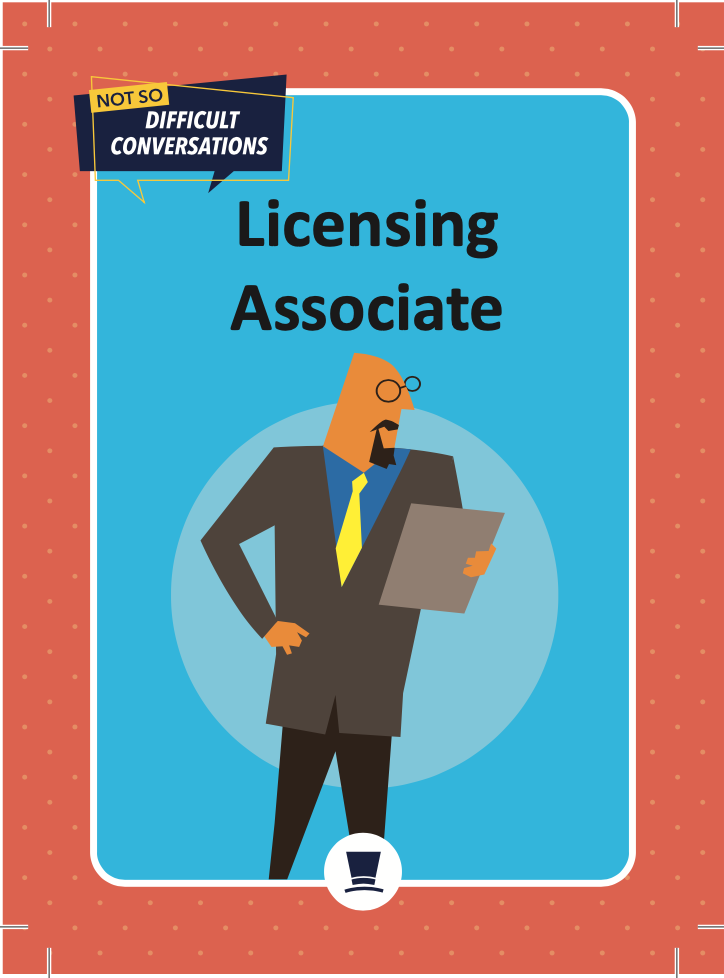 NOT SO
DIFFICULT
CONVERSATIONS
Licensing
Associate